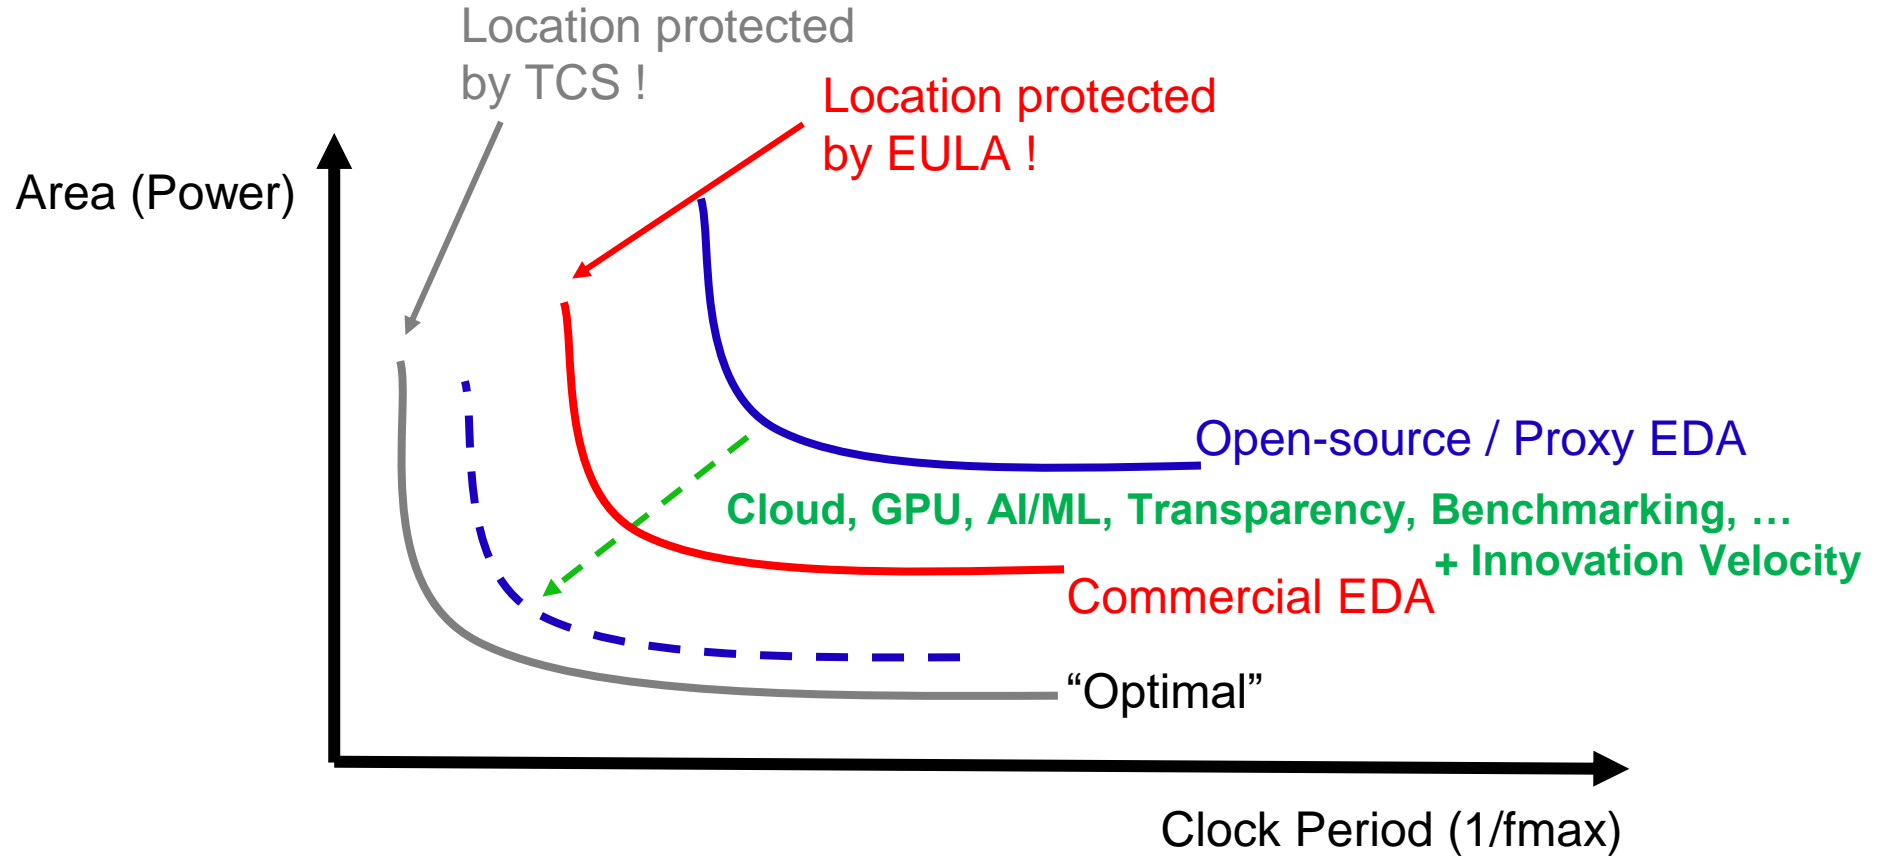 Location protected
by TCS !
Location protected
by EULA !
Area (Power)
Open-source / Proxy EDA
Cloud, GPU, AI/ML, Transparency, Benchmarking, …
+ Innovation Velocity
Commercial EDA
“Optimal”
Clock Period (1/fmax)